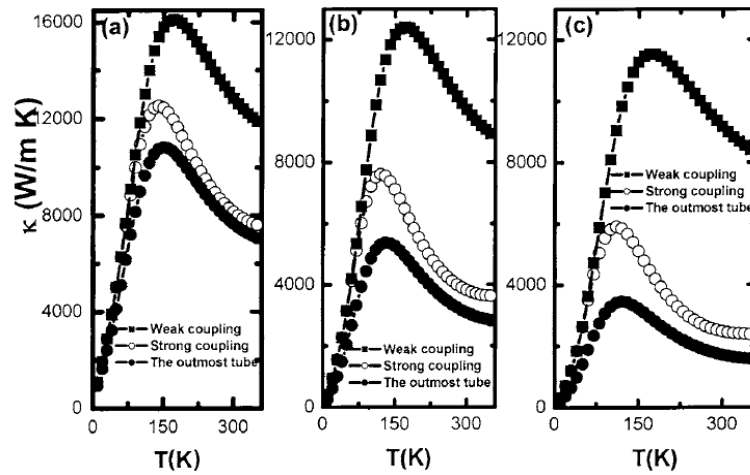 (a)
(b)
(c)
κ (W/m K)
16000
12000
8000
4000
0
12000
8000
4000
0
12000
8000
4000
0
Weak coupling
Strong coupling
The outmost tube
Weak coupling
Strong coupling
The outmost tube
Weak coupling
Strong coupling
The outmost tube
0 150 300
0 150 300
0 150 300
T(K)
T(K)
T(K)